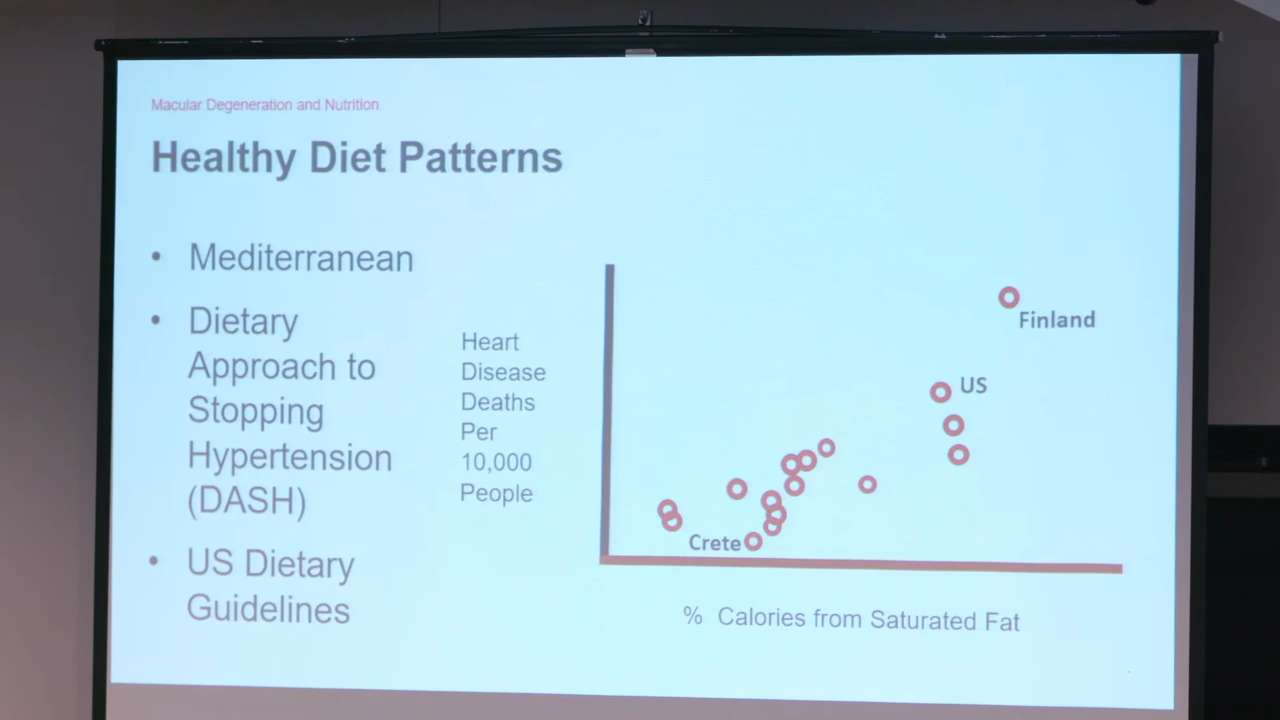 Macular Degeneration and Nutrition
Healthy Diet Patterns
• Mediterranean
• Dietary
Approach to
Stopping
Hypertension
(DASH)
• US Dietary
Guidelines
Heart
Disease
Deaths
Per
10,000
People
Finland
US
Crete
% Calories from Saturated Fat